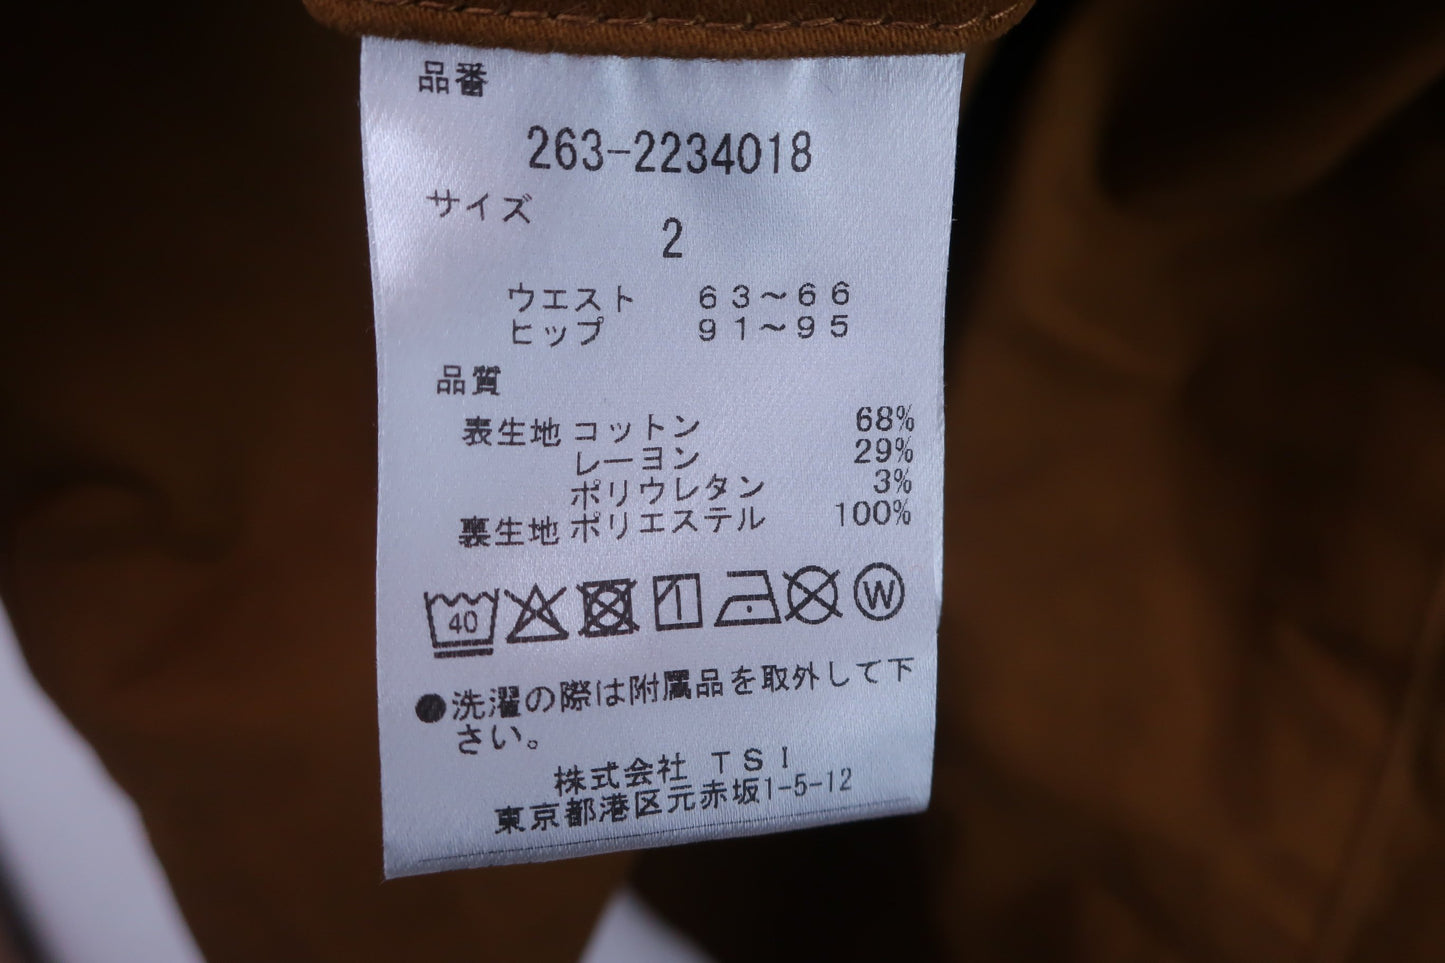 品番
263-2234018
サイズ
2
ウエスト 63~66
ヒップ 91~95
品質
表生地 コットン 68%
レーヨン 29%
ポリウレタン 3%
裏生地 ポリエステル 100%
40 W
●洗濯の際は附属品を取外して下
さい。
株式会社 TSI
東京都港区元赤坂1-5-12